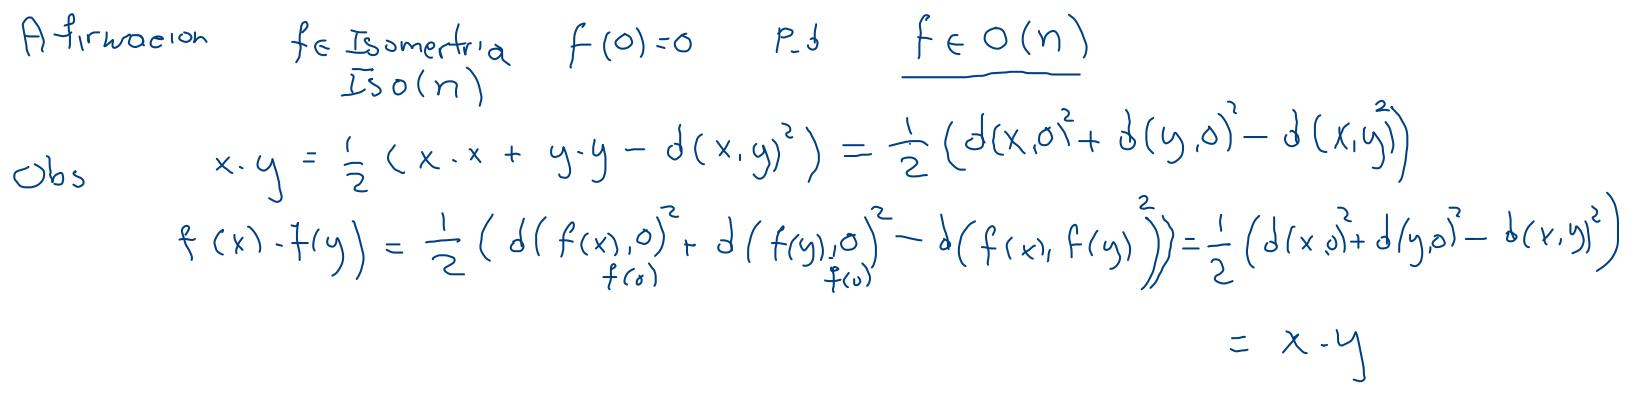 Afirmacion f ∈ Isometria f(0)=0 P.d f ∈ O(n)
Iso(n)
Obs x·y = 1/2 (x·x + y·y − d(x,y)²) = 1/2 (d(x,0)² + d(y,0)² − d(x,y)²)
f(x)·f(y) = 1/2 (d(f(x),0)² + d(f(y),0)² − d(f(x),f(y))²) = 1/2 (d(x,0)² + d(y,0)² − d(x,y)²)
f(0) f(0)
= x·y